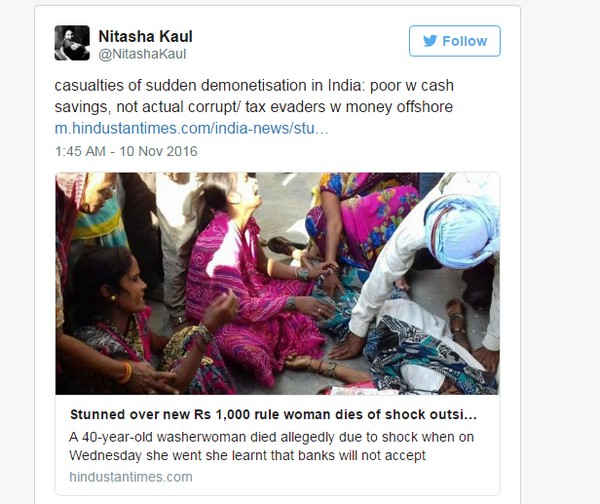 Nitasha Kaul
@NitashaKaul
Follow
casualties of sudden demonetisation in India: poor w cash
savings, not actual corrupt/ tax evaders w money offshore
m.hindustantimes.com/india-news/stu...
1:45 AM - 10 Nov 2016
Stunned over new Rs 1,000 rule woman dies of shock outsi...
A 40-year-old washerwoman died allegedly due to shock when on
Wednesday she went she learnt that banks will not accept
hindustantimes.com